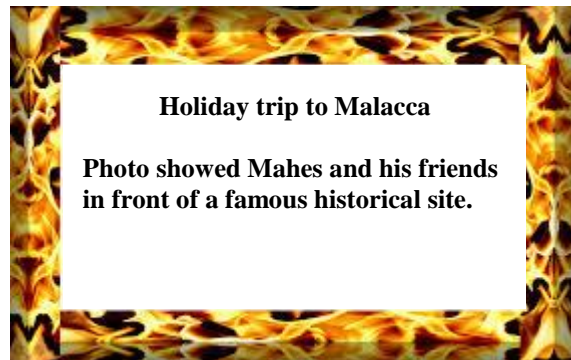 Holiday trip to Malacca
Photo showed Mahes and his friends
in front of a famous historical site.